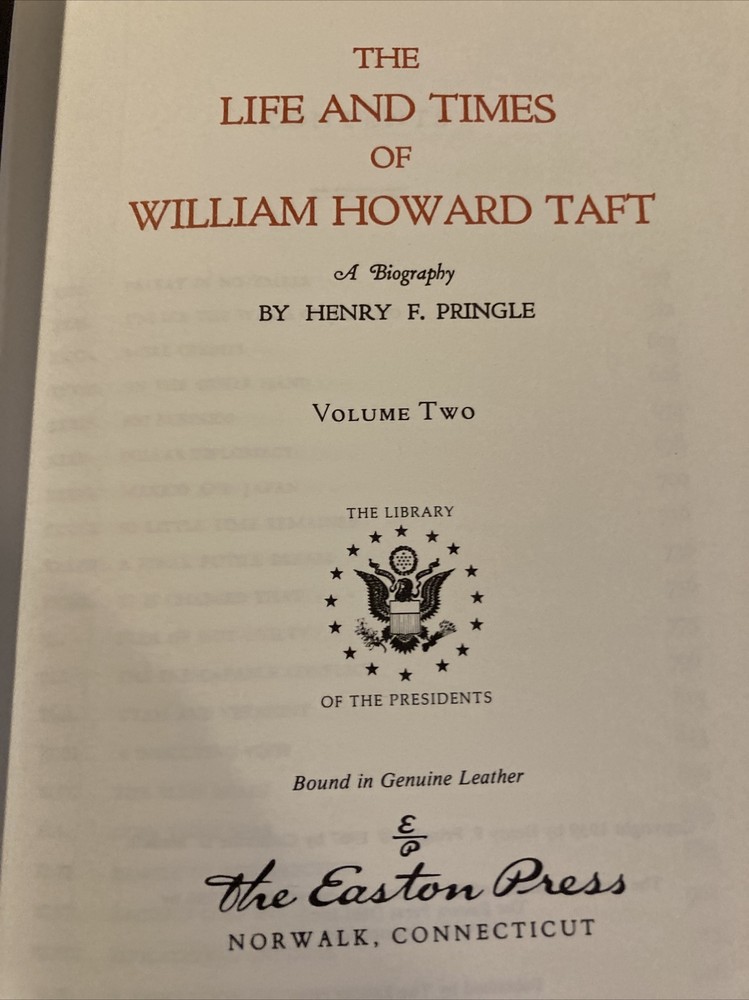 THE
LIFE AND TIMES
OF
WILLIAM HOWARD TAFT
A Biography
BY HENRY F. PRINGLE
VOLUME TWO
THE LIBRARY
OF THE PRESIDENTS
Bound in Genuine Leather
E
P
The Easton Press
NORWALK, CONNECTICUT